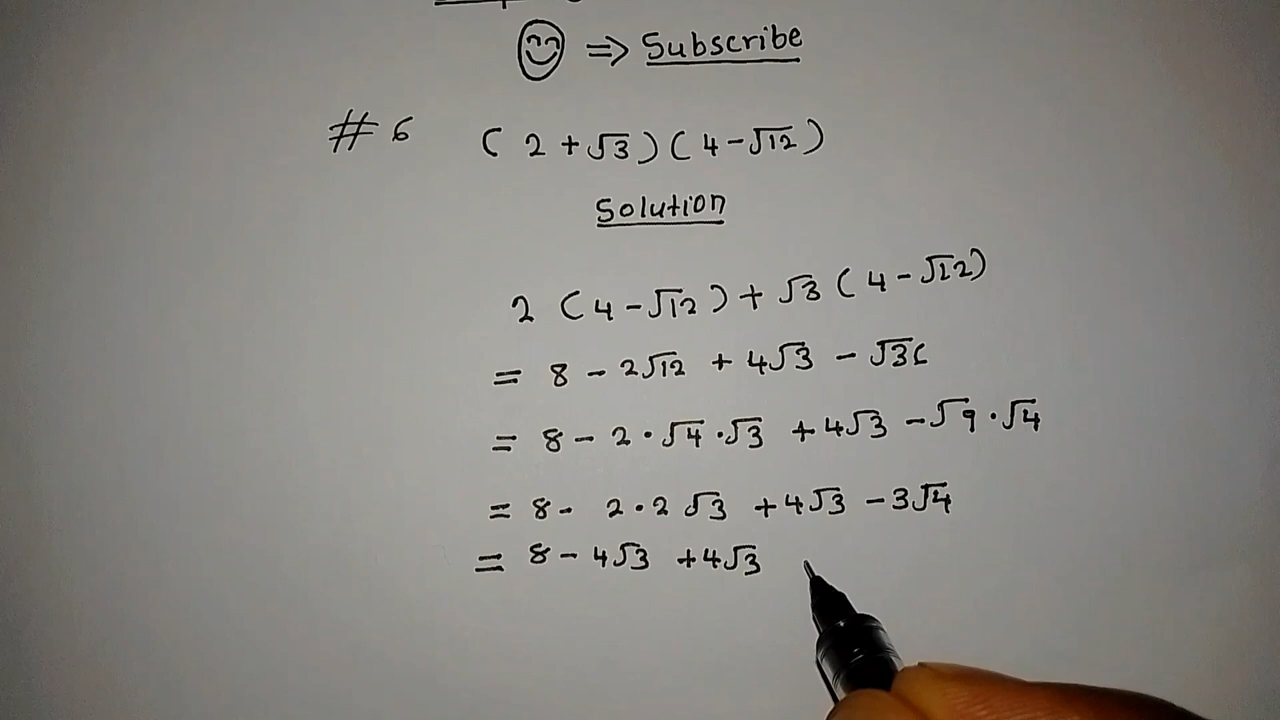 => Subscribe
# 6 (2+√3)(4-√12)
Solution
2 (4-√12) + √3 (4-√12)
= 8 - 2√12 + 4√3 - √36
= 8 - 2·√4·√3 + 4√3 - √9·√4
= 8 - 2·2√3 + 4√3 - 3√4
= 8 - 4√3 + 4√3